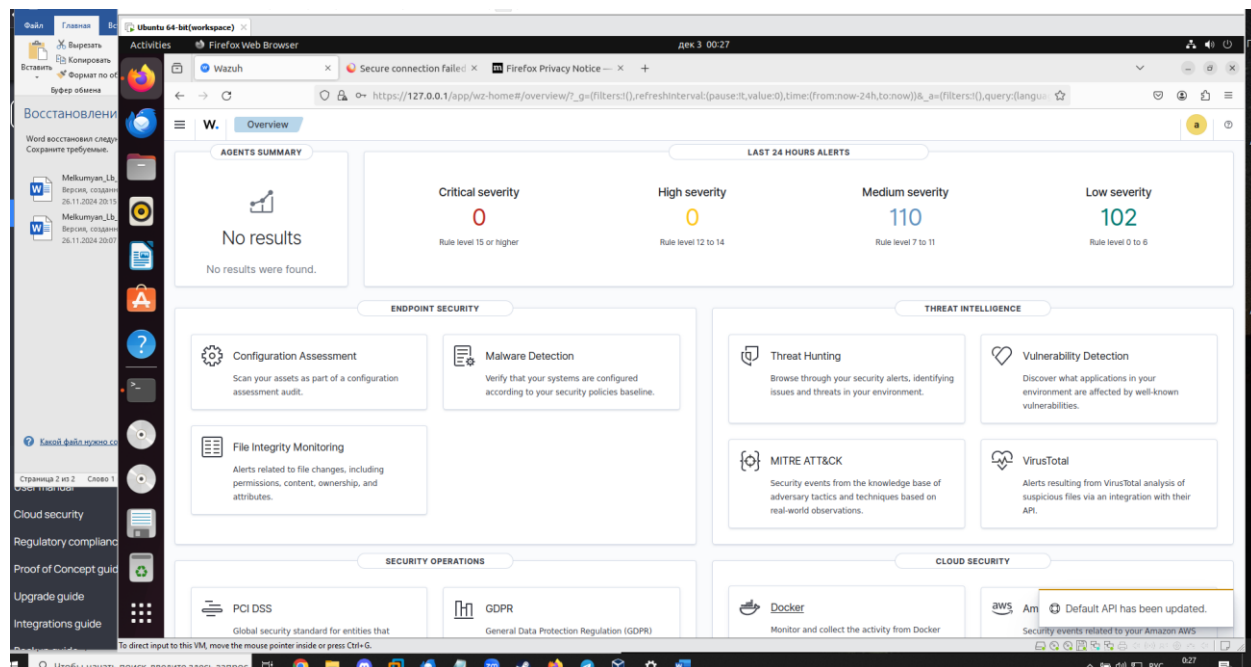 Файл
Главная
Вс
Вырезать
Копировать
Вставить
Формат по об
Буфер обмена
Восстановлени
Word восстановил следу
Сохраните требуемые.
Melkumyan_Lb_
Версия, создан
26.11.2024 20:15
Melkumyan_Lb_
Версия, создан
26.11.2024 20:07
Какой файл нужно со
Страница 2 из 2
Слово 1
User manual
Cloud security
Regulatory complianc
Proof of Concept guid
Upgrade guide
Integrations guide
Ubuntu 64-bit(workspace)
Activities
Firefox Web Browser
дек 3 00:27
Wazuh
Secure connection failed
Firefox Privacy Notice —
https://127.0.0.1/app/wz-home#/overview/?_g=(filters:!(),refreshInterval:(pause:!t,value:0),time:(from:now-24h,to:now))&_a=(filters:!(),query:(langua
W.
Overview
a
AGENTS SUMMARY
No results
No results were found.
LAST 24 HOURS ALERTS
Critical severity
0
Rule level 15 or higher
High severity
0
Rule level 12 to 14
Medium severity
110
Rule level 7 to 11
Low severity
102
Rule level 0 to 6
ENDPOINT SECURITY
Configuration Assessment
Scan your assets as part of a configuration
assessment audit.
Malware Detection
Verify that your systems are configured
according to your security policies baseline.
File Integrity Monitoring
Alerts related to file changes, including
permissions, content, ownership, and
attributes.
THREAT INTELLIGENCE
Threat Hunting
Browse through your security alerts, identifying
issues and threats in your environment.
Vulnerability Detection
Discover what applications in your
environment are affected by well-known
vulnerabilities.
MITRE ATT&CK
Security events from the knowledge base of
adversary tactics and techniques based on
real-world observations.
VirusTotal
Alerts resulting from VirusTotal analysis of
suspicious files via an integration with their
API.
SECURITY OPERATIONS
PCI DSS
Global security standard for entities that
GDPR
General Data Protection Regulation (GDPR)
CLOUD SECURITY
Docker
Monitor and collect the activity from Docker
aws
Am
Security events related to your Amazon AWS
Default API has been updated.
To direct input to this VM, move the mouse pointer inside or press Ctrl+G.
РУС
0:27